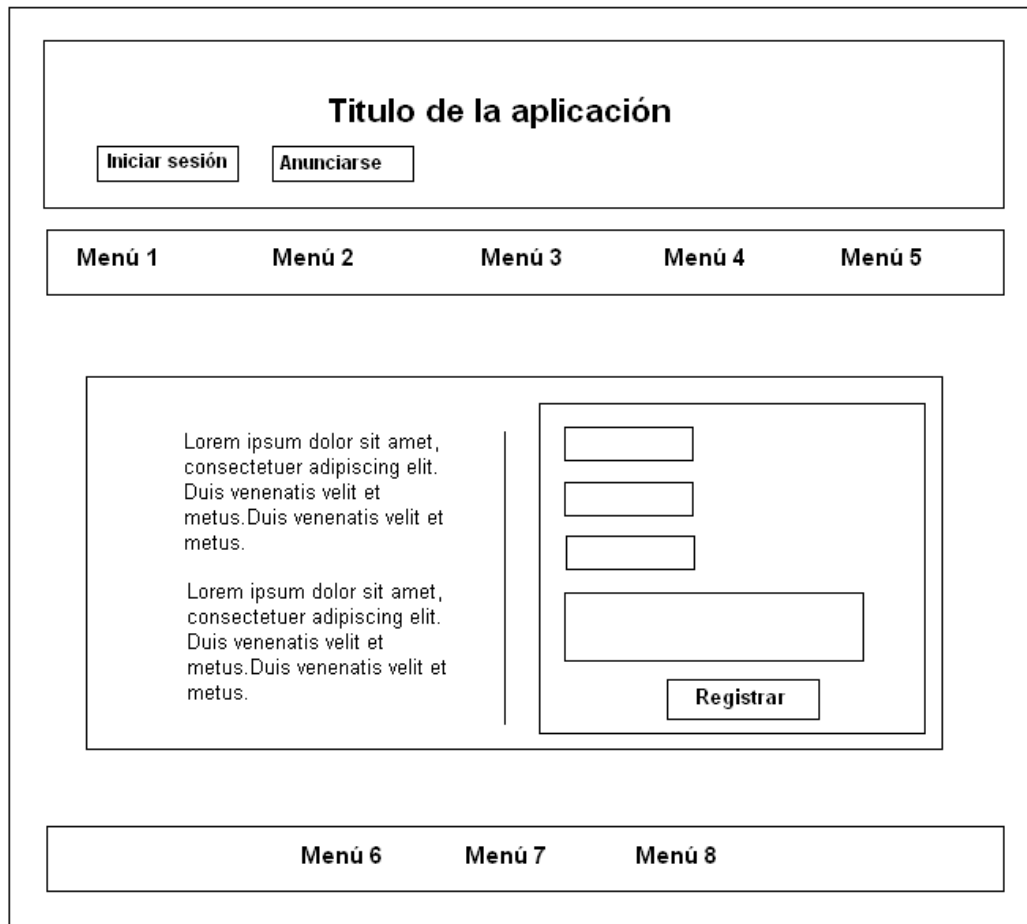 Titulo de la aplicación
Iniciar sesión
Anunciarse
Menú 1
Menú 2
Menú 3
Menú 4
Menú 5
Lorem ipsum dolor sit amet,
consectetuer adipiscing elit.
Duis venenatis velit et
metus.Duis venenatis velit et
metus.
Lorem ipsum dolor sit amet,
consectetuer adipiscing elit.
Duis venenatis velit et
metus.Duis venenatis velit et
metus.
Registrar
Menú 6
Menú 7
Menú 8